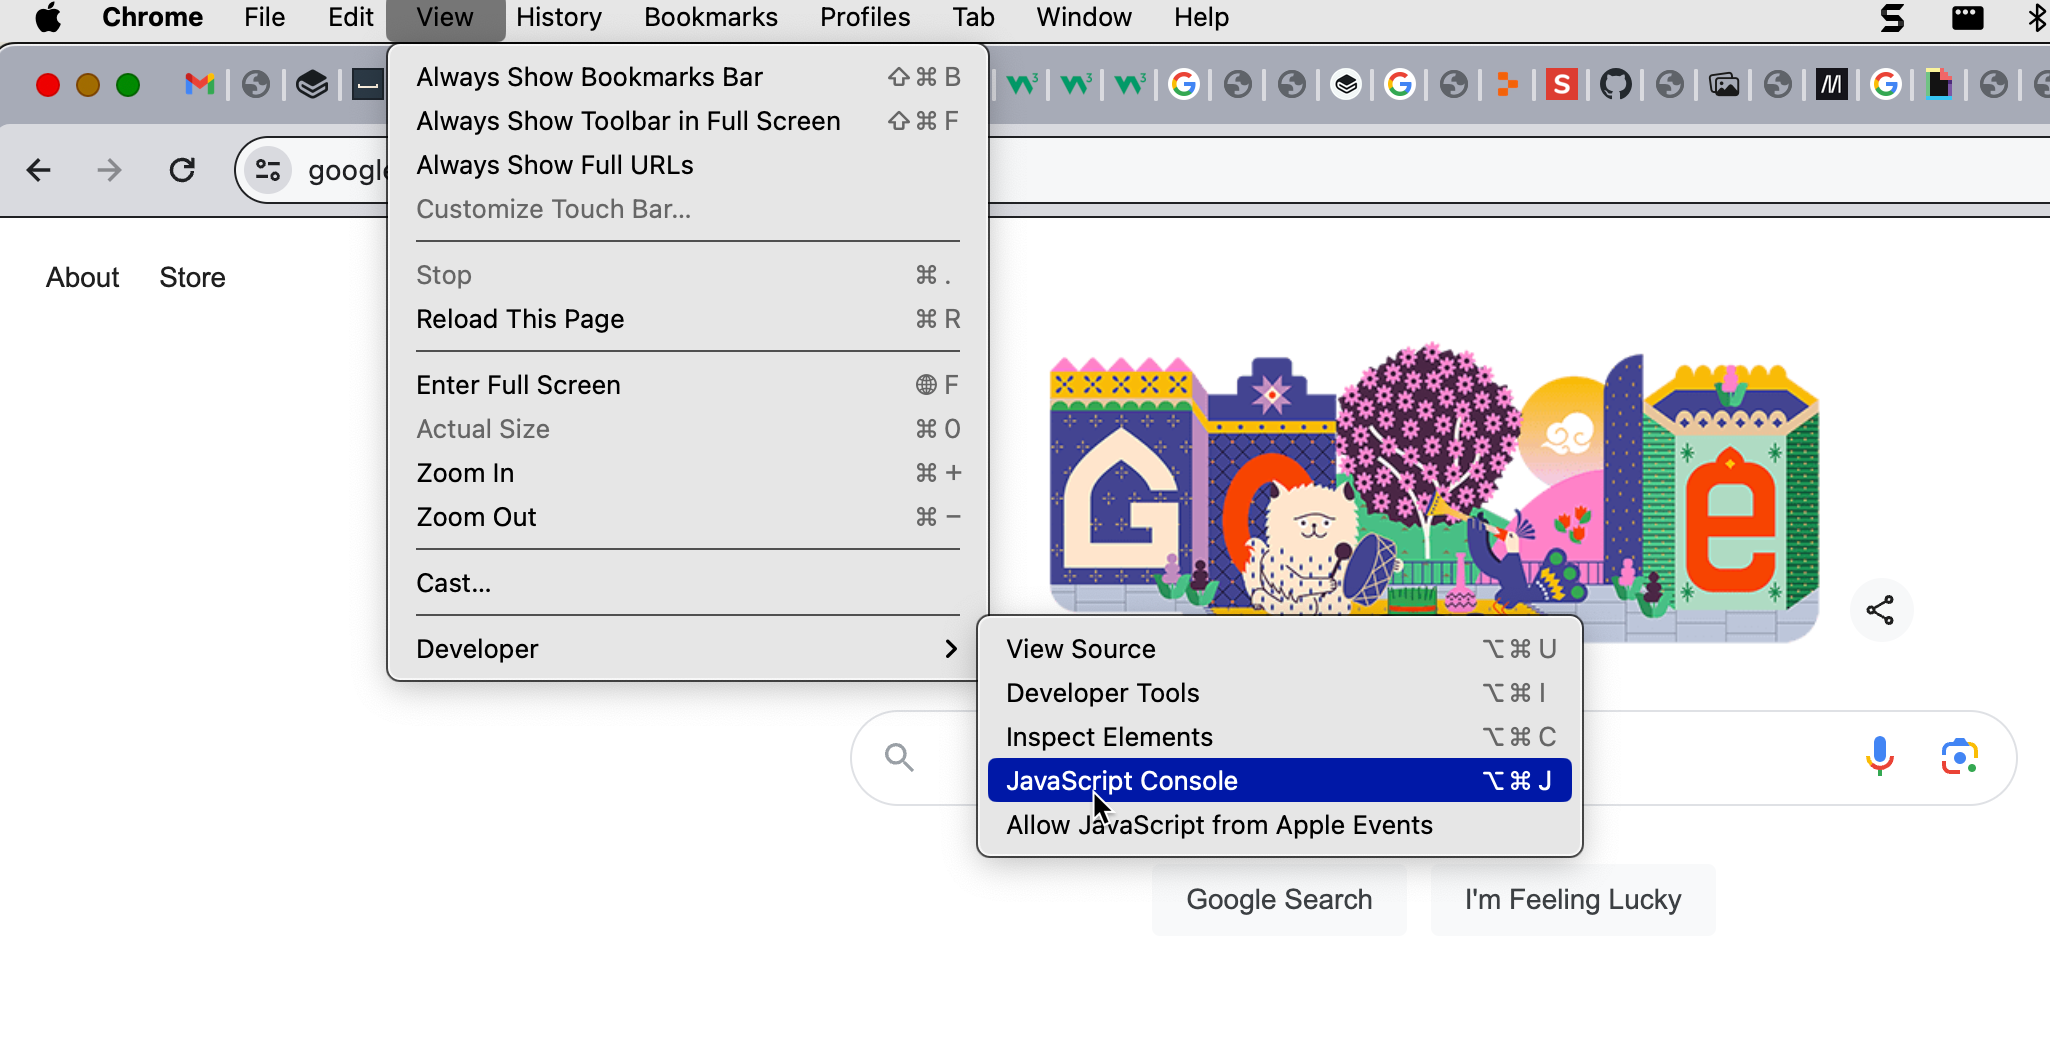 Chrome File Edit View History Bookmarks Profiles Tab Window Help
Always Show Bookmarks Bar ⇧⌘B
Always Show Toolbar in Full Screen ⇧⌘F
googl
Always Show Full URLs
Customize Touch Bar...
About Store
Stop ⌘.
Reload This Page ⌘R
Enter Full Screen F
Actual Size ⌘0
Zoom In ⌘+
Zoom Out ⌘−
Cast...
Developer
View Source ⌥⌘U
Developer Tools ⌥⌘I
Inspect Elements ⌥⌘C
JavaScript Console ⌥⌘J
Allow JavaScript from Apple Events
Google Search I'm Feeling Lucky